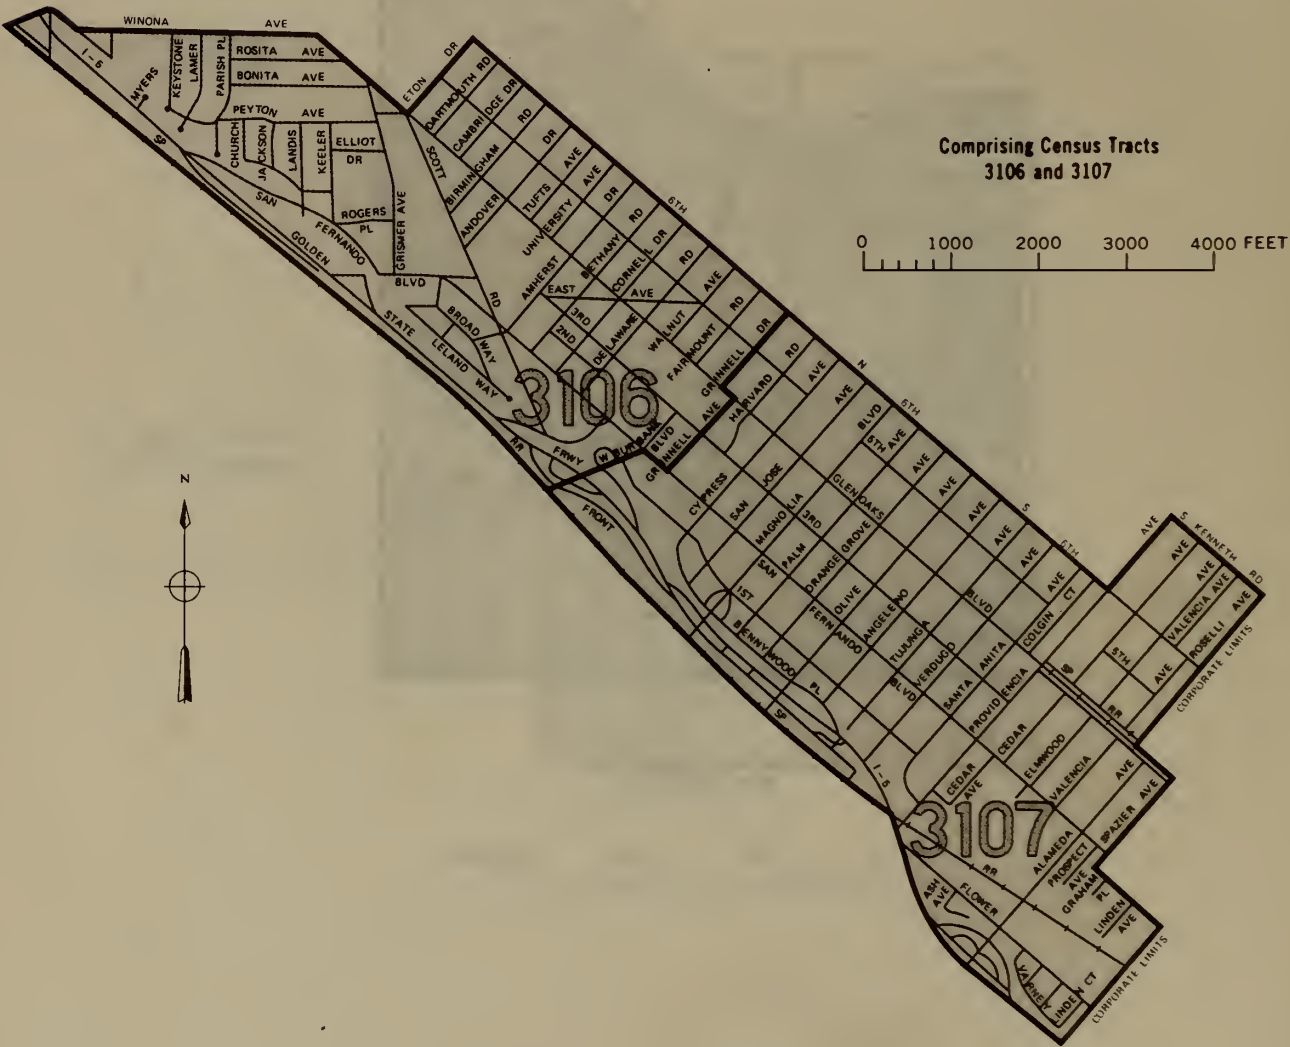 WINONA AVE
I-5
MYERS
KEYSTONE
LAMER
PARISH PL
ROSITA AVE
BONITA AVE
PEYTON AVE
CHURCH
JACKSON
LANDIS
KEELER
ELLIOT
DR
ROGERS
PL
GRISMER AVE
SCOTT
RD
SP
SAN
FERNANDO
BLVD
GOLDEN
STATE
FRWY
BROADWAY
LELAND WAY
ETON DR
DARTMOUTH RD
CAMBRIDGE DR
BIRMINGHAM RD
ANDOVER DR
TUFTS AVE
UNIVERSITY AVE
AMHERST DR
BETHANY RD
CORNELL DR
EAST AVE
3RD
2ND
DELAWARE RD
WALNUT AVE
FAIRMOUNT RD
GRINNELL DR
6TH
3106
W BURBANK
BLVD
GRINNELL AVE
RR
Comprising Census Tracts
3106 and 3107
0 1000 2000 3000 4000 FEET
N
HARVARD RD
N 6TH
CYPRESS AVE
SAN JOSE AVE
MAGNOLIA BLVD
5TH AVE
GLENOAKS
BLVD
3RD
PALM AVE
ORANGE GROVE AVE
OLIVE AVE
ANGELENO AVE
TUJUNGA AVE
VERDUGO AVE
SANTA ANITA AVE
COLGIN CT
PROVIDENCIA AVE
S 6TH
SAN
FERNANDO
BLVD
1ST
FRONT
BENNYWOOD PL
SP
I-5
CEDAR
CEDAR
AVE
ELMWOOD AVE
VALENCIA AVE
S KENNETH RD
VALENCIA AVE
ROSELLI AVE
5TH
AVE
SP RR
CORPORATE LIMITS
3107
ALAMEDA AVE
SPAZIER AVE
PROSPECT
AVE
GRAHAM
PL
LINDEN
AVE
RR
ASH
AVE
FLOWER
VARNEY
LINDEN CT
CORPORATE LIMITS